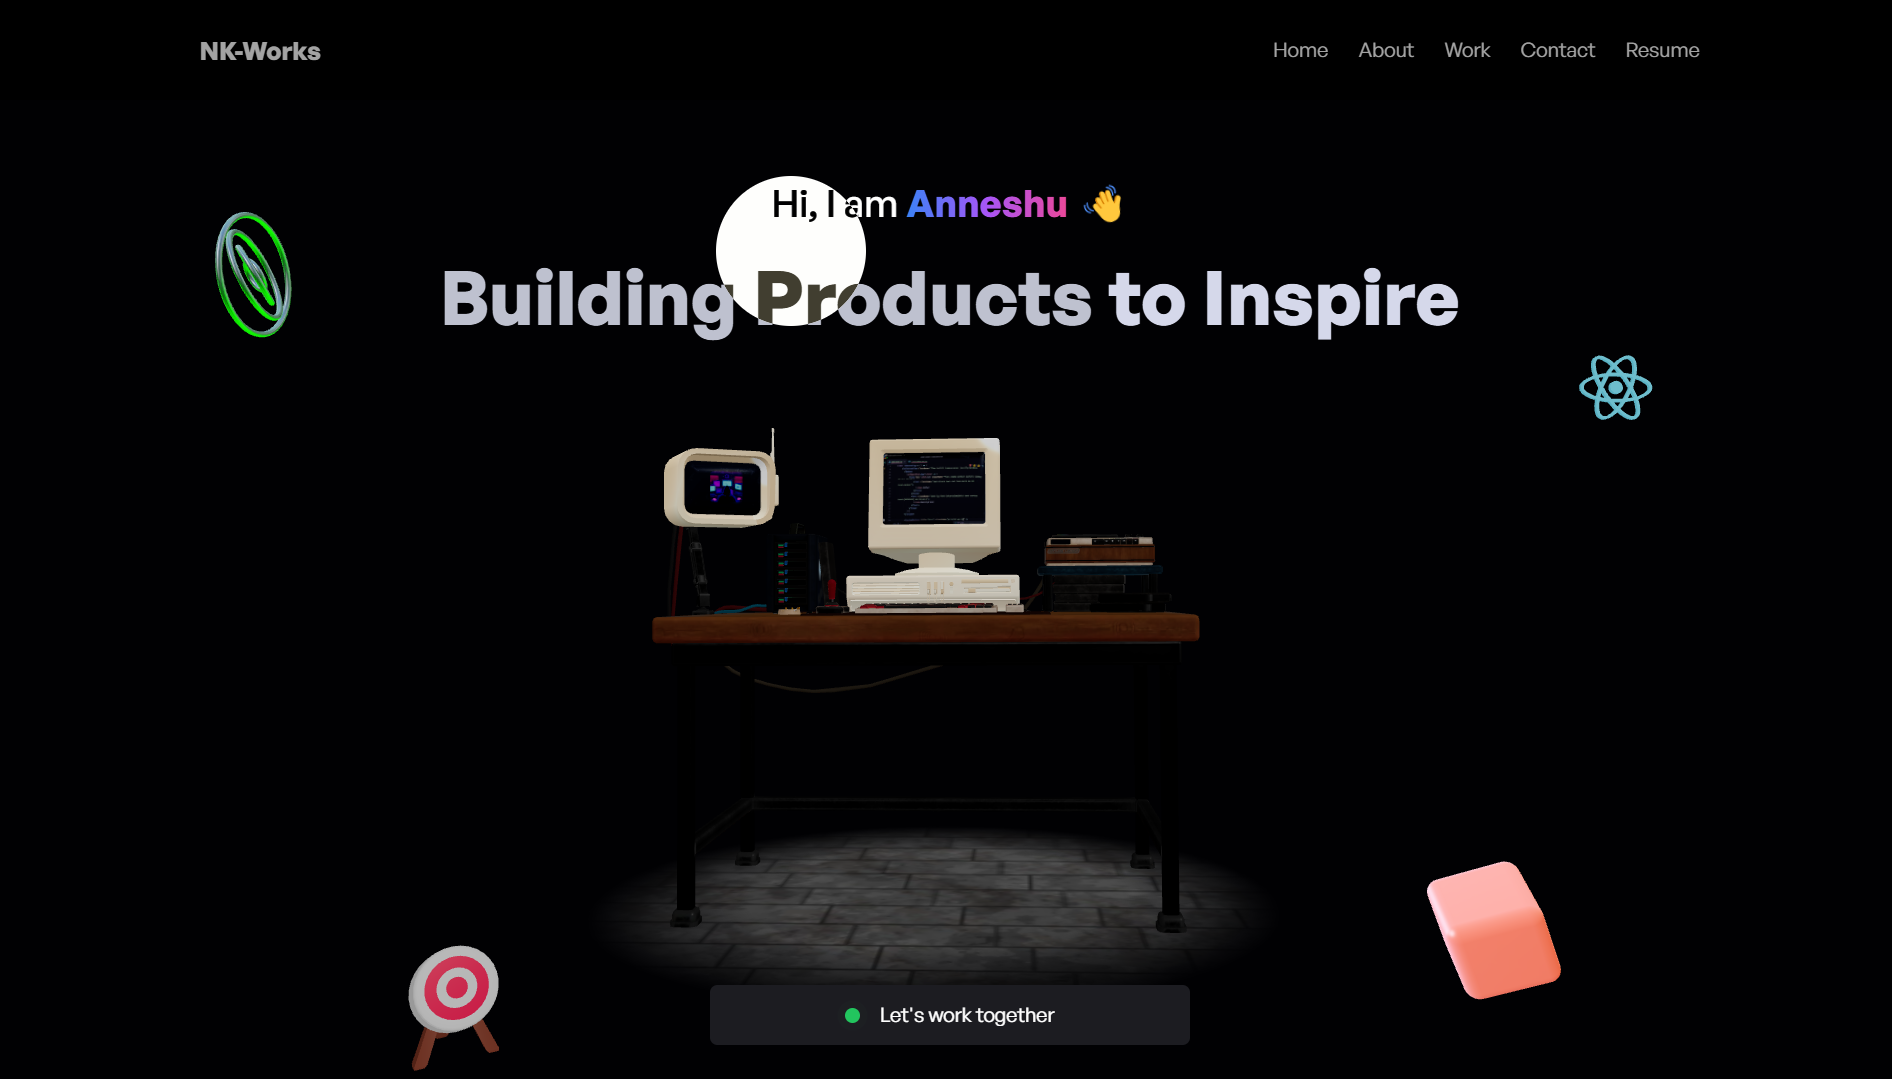 NK-Works
Home About Work Contact Resume
Hi, I am Anneshu 👋
Building Products to Inspire
Let's work together